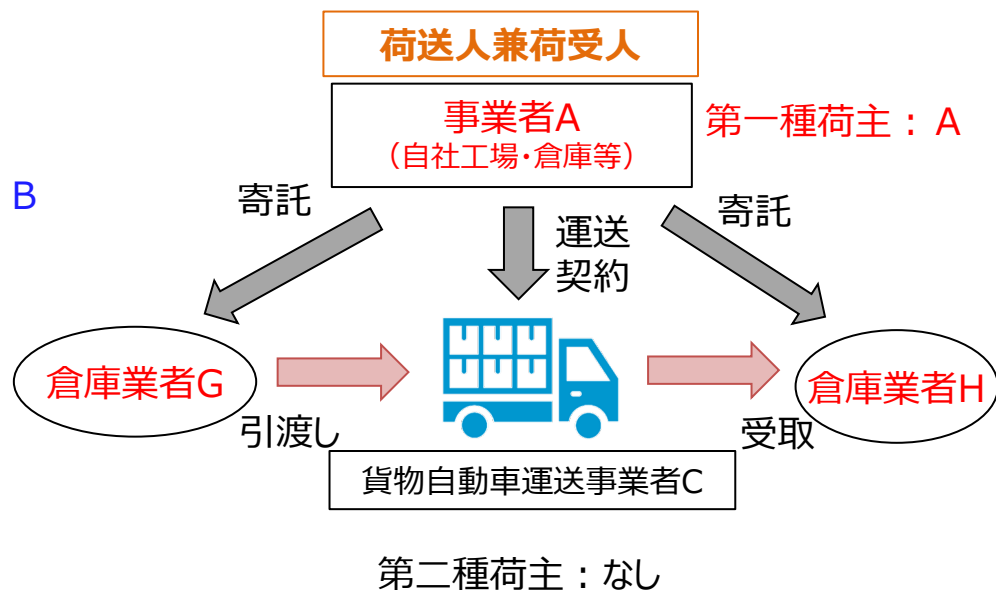 荷送人兼荷受人
事業者A
（自社工場・倉庫等）
第一種荷主：A
B
寄託
運送
契約
寄託
倉庫業者G
引渡し
倉庫業者H
受取
貨物自動車運送事業者C
第二種荷主：なし